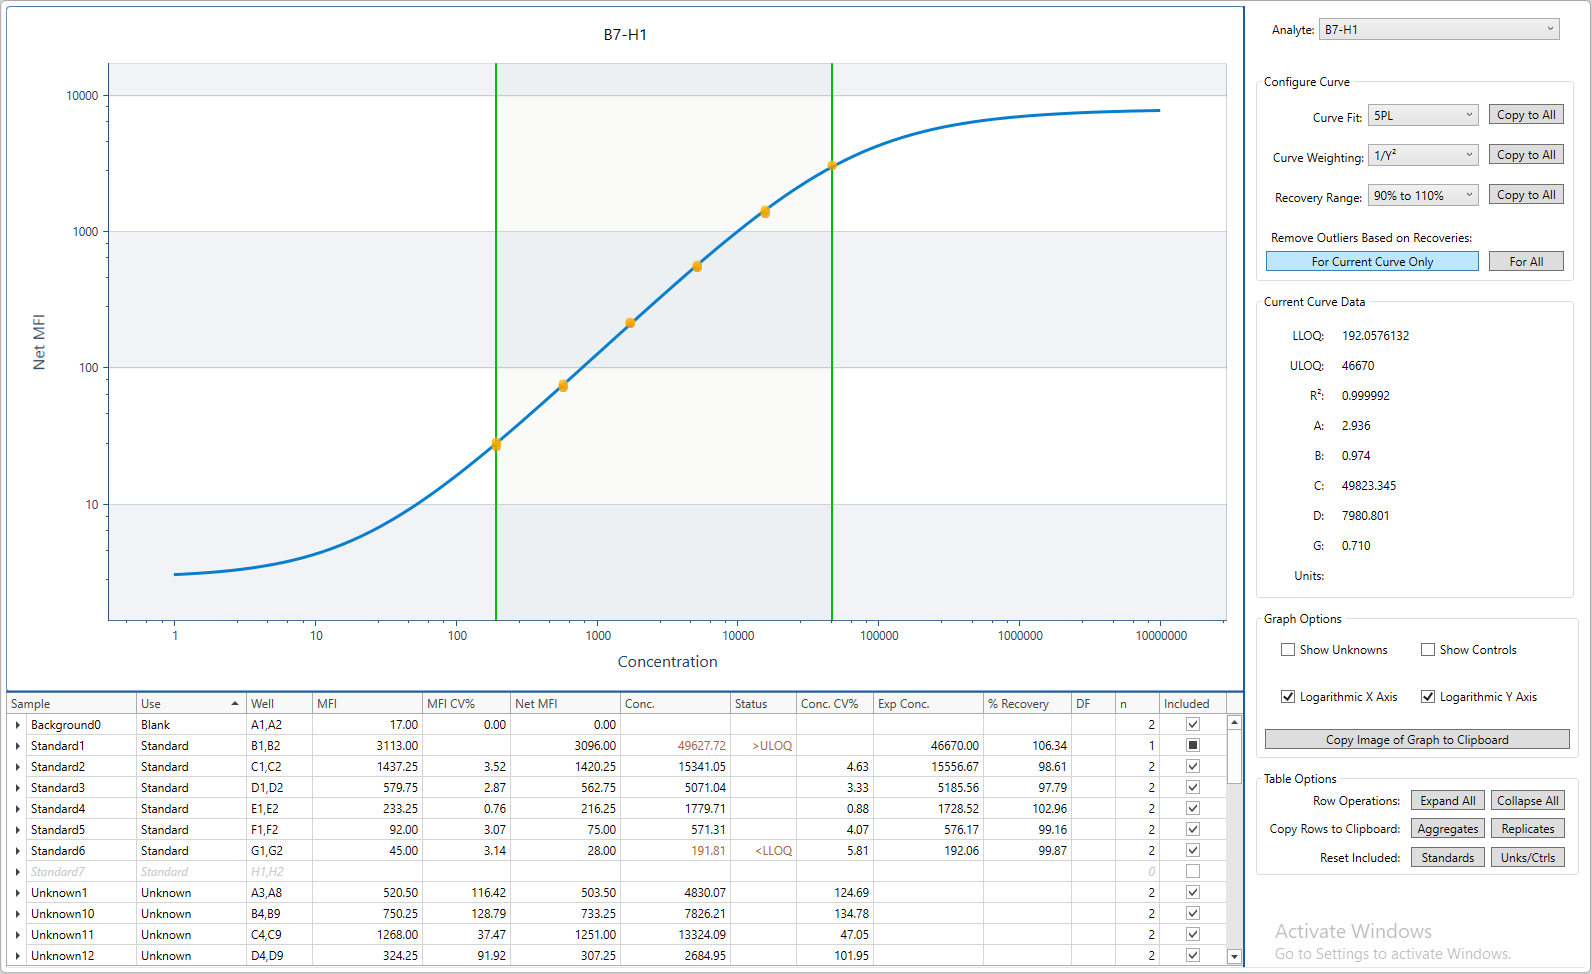 B7-H1
10000
1000
100
10
Net MFI
1 10 100 1000 10000 100000 1000000 10000000
Concentration
Sample Use Well MFI MFI CV% Net MFI Conc. Status Conc. CV% Exp Conc. % Recovery DF n Included
Background0 Blank A1,A2 17.00 0.00 0.00 2
Standard1 Standard B1,B2 3113.00 3096.00 49627.72 >ULOQ 46670.00 106.34 1
Standard2 Standard C1,C2 1437.25 3.52 1420.25 15341.05 4.63 15556.67 98.61 2
Standard3 Standard D1,D2 579.75 2.87 562.75 5071.04 3.33 5185.56 97.79 2
Standard4 Standard E1,E2 233.25 0.76 216.25 1779.71 0.88 1728.52 102.96 2
Standard5 Standard F1,F2 92.00 3.07 75.00 571.31 4.07 576.17 99.16 2
Standard6 Standard G1,G2 45.00 3.14 28.00 191.81 <LLOQ 5.81 192.06 99.87 2
Standard7 Standard H1,H2 0
Unknown1 Unknown A3,A8 520.50 116.42 503.50 4830.07 124.69 2
Unknown10 Unknown B4,B9 750.25 128.79 733.25 7826.21 134.78 2
Unknown11 Unknown C4,C9 1268.00 37.47 1251.00 13324.09 47.05 2
Unknown12 Unknown D4,D9 324.25 91.92 307.25 2684.95 101.95 2
Analyte: B7-H1
Configure Curve
Curve Fit: 5PL Copy to All
Curve Weighting: 1/Y² Copy to All
Recovery Range: 90% to 110% Copy to All
Remove Outliers Based on Recoveries:
For Current Curve Only For All
Current Curve Data
LLOQ: 192.0576132
ULOQ: 46670
R²: 0.999992
A: 2.936
B: 0.974
C: 49823.345
D: 7980.801
G: 0.710
Units:
Graph Options
Show Unknowns Show Controls
Logarithmic X Axis Logarithmic Y Axis
Copy Image of Graph to Clipboard
Table Options
Row Operations: Expand All Collapse All
Copy Rows to Clipboard: Aggregates Replicates
Reset Included: Standards Unks/Ctrls
Activate Windows
Go to Settings to activate Windows.